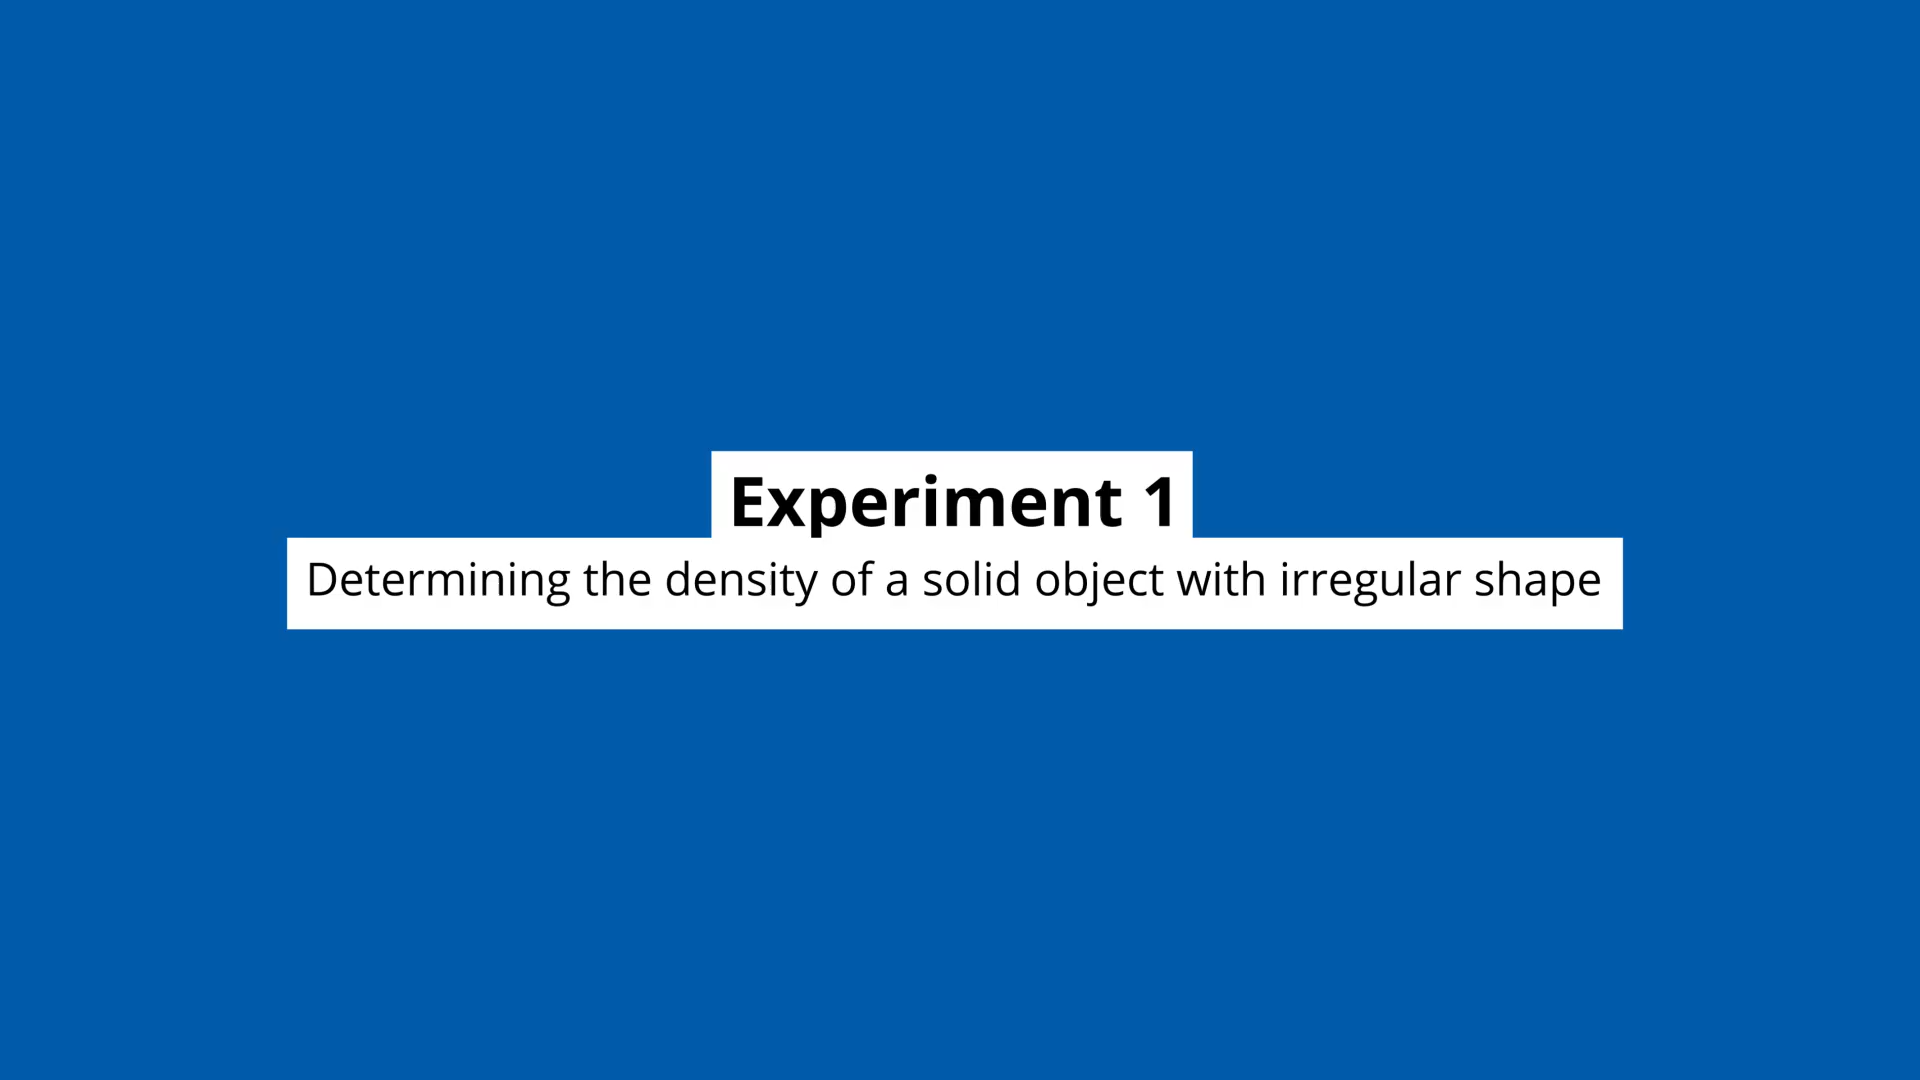 Experiment 1
Determining the density of a solid object with irregular shape